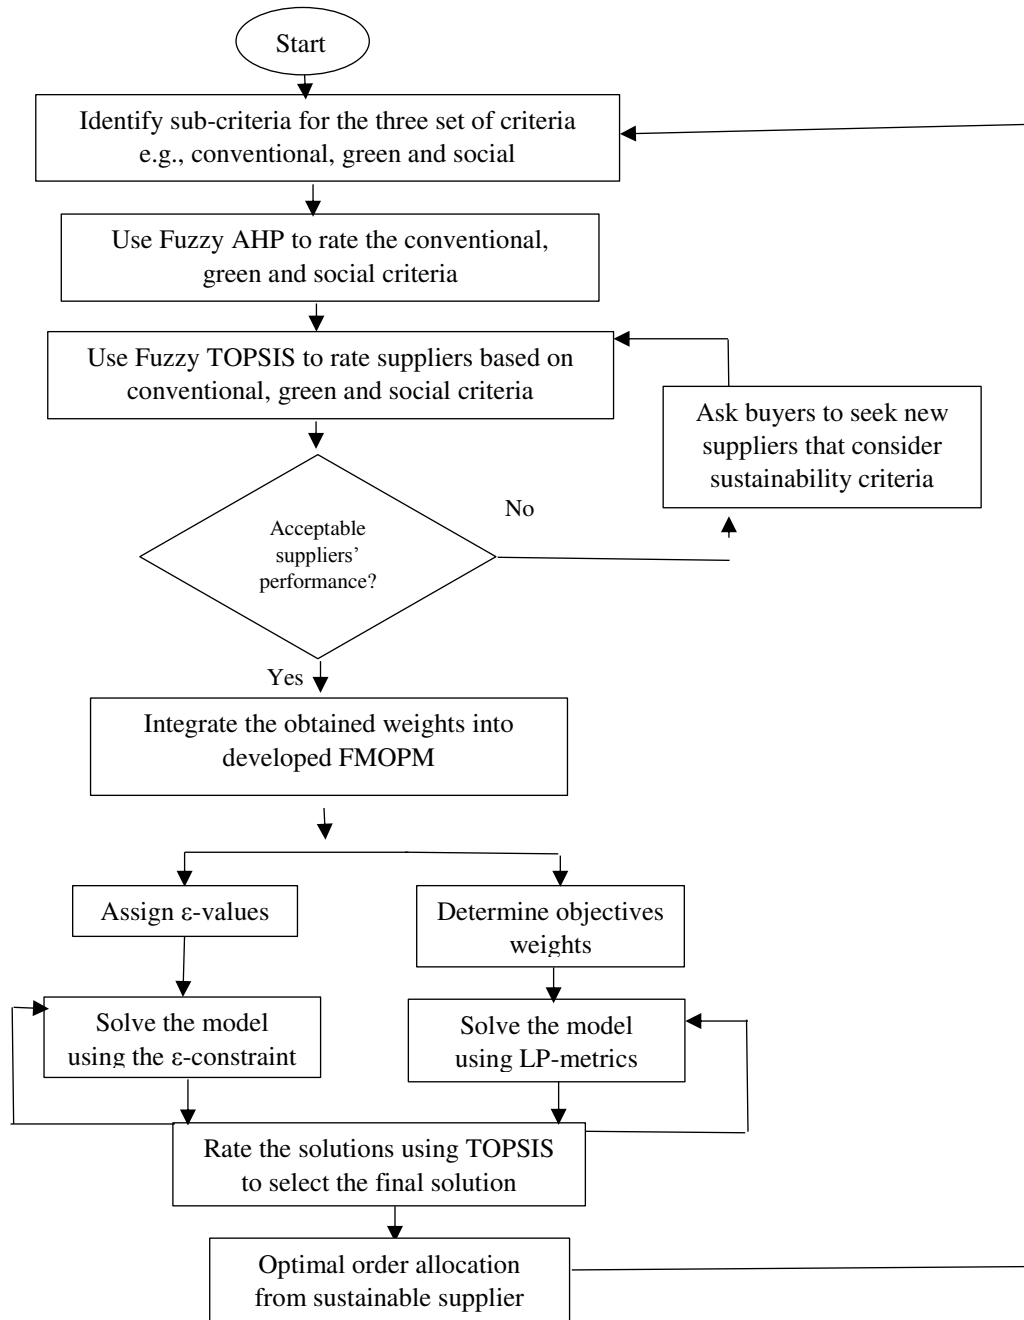 Start
Identify sub-criteria for the three set of criteria
e.g., conventional, green and social
Use Fuzzy AHP to rate the conventional,
green and social criteria
Use Fuzzy TOPSIS to rate suppliers based on
conventional, green and social criteria
Ask buyers to seek new
suppliers that consider
sustainability criteria
No
Acceptable
suppliers’
performance?
Yes
Integrate the obtained weights into
developed FMOPM
Assign ε-values
Determine objectives
weights
Solve the model
using the ε-constraint
Solve the model
using LP-metrics
Rate the solutions using TOPSIS
to select the final solution
Optimal order allocation
from sustainable supplier